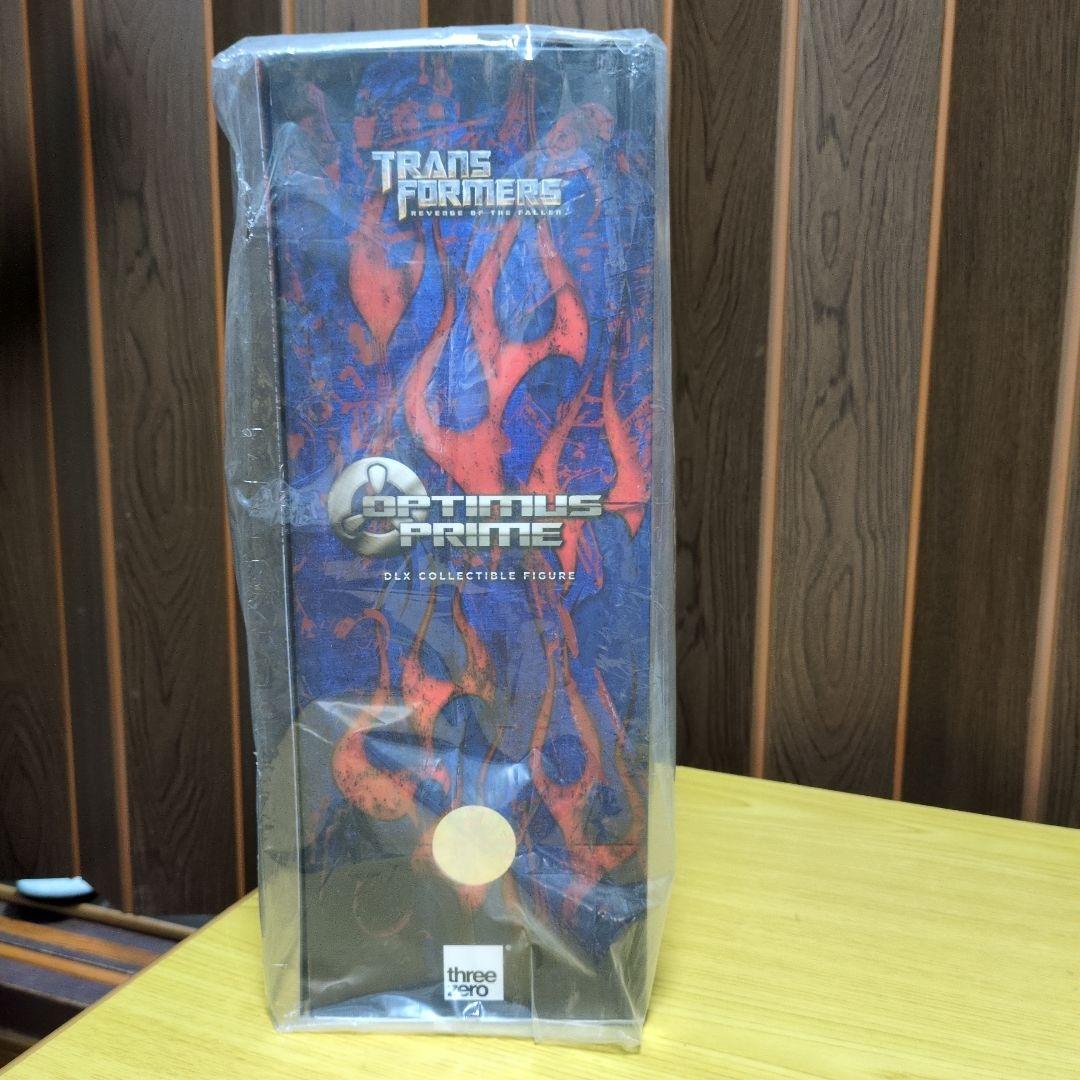 TRANS
FORMERS
REVENGE OF THE FALLEN
OPTIMUS
PRIME
DLX COLLECTIBLE FIGURE
three
zero